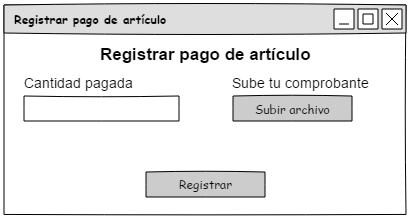 Registrar pago de artículo
Registrar pago de artículo
Cantidad pagada
Sube tu comprobante
Subir archivo
Registrar